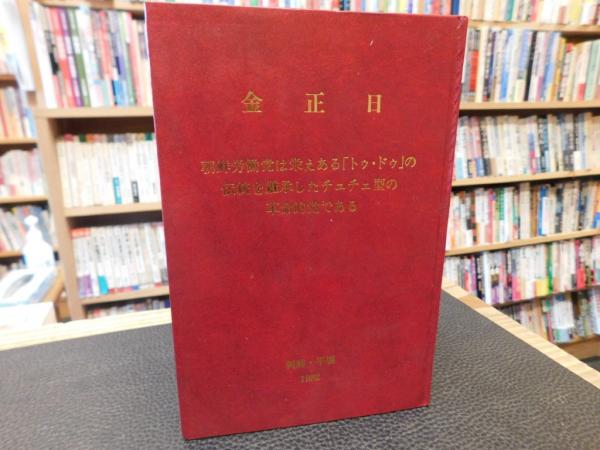 金正日
朝鮮労働党は栄えある「トゥ・ドゥ」の
伝統を継承したチュチェ型の
革命的党である
朝鮮・平壌
1982